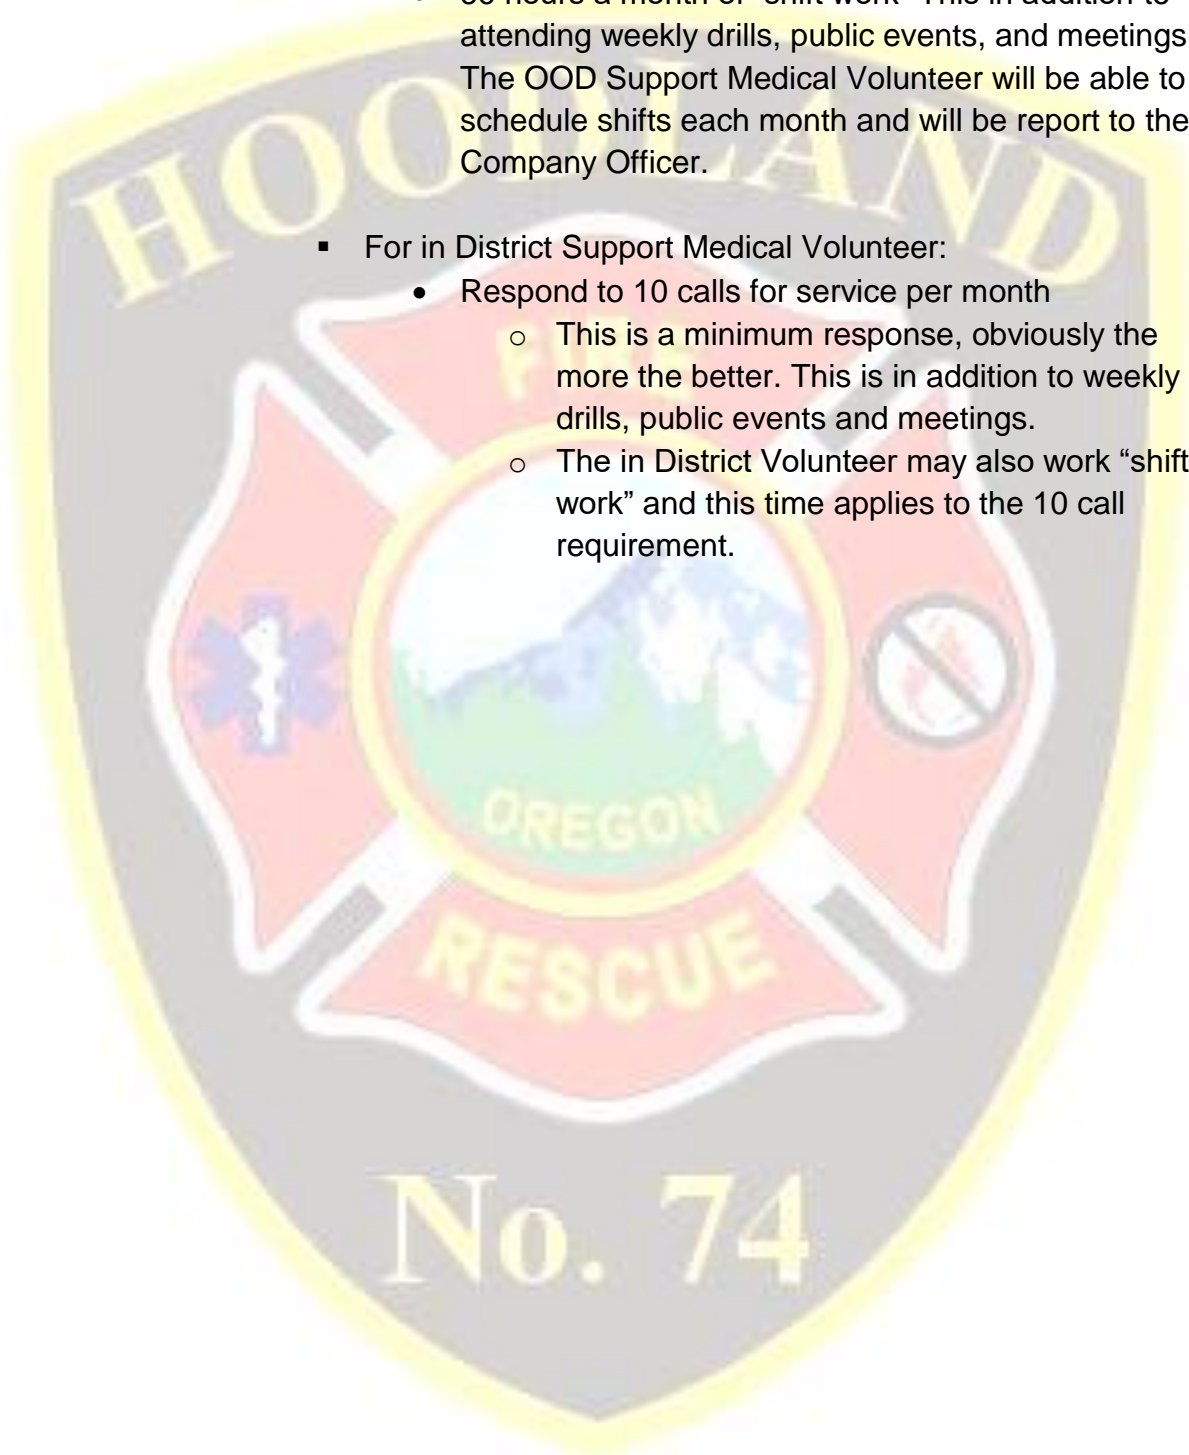 attending weekly drills, public events, and meetings
The OOD Support Medical Volunteer will be able to
schedule shifts each month and will be report to the
Company Officer.
▪ For in District Support Medical Volunteer:
• Respond to 10 calls for service per month
o This is a minimum response, obviously the
more the better. This is in addition to weekly
drills, public events and meetings.
o The in District Volunteer may also work “shift
work” and this time applies to the 10 call
requirement.
HOODLAND
FIRE
OREGON
RESCUE
No. 74